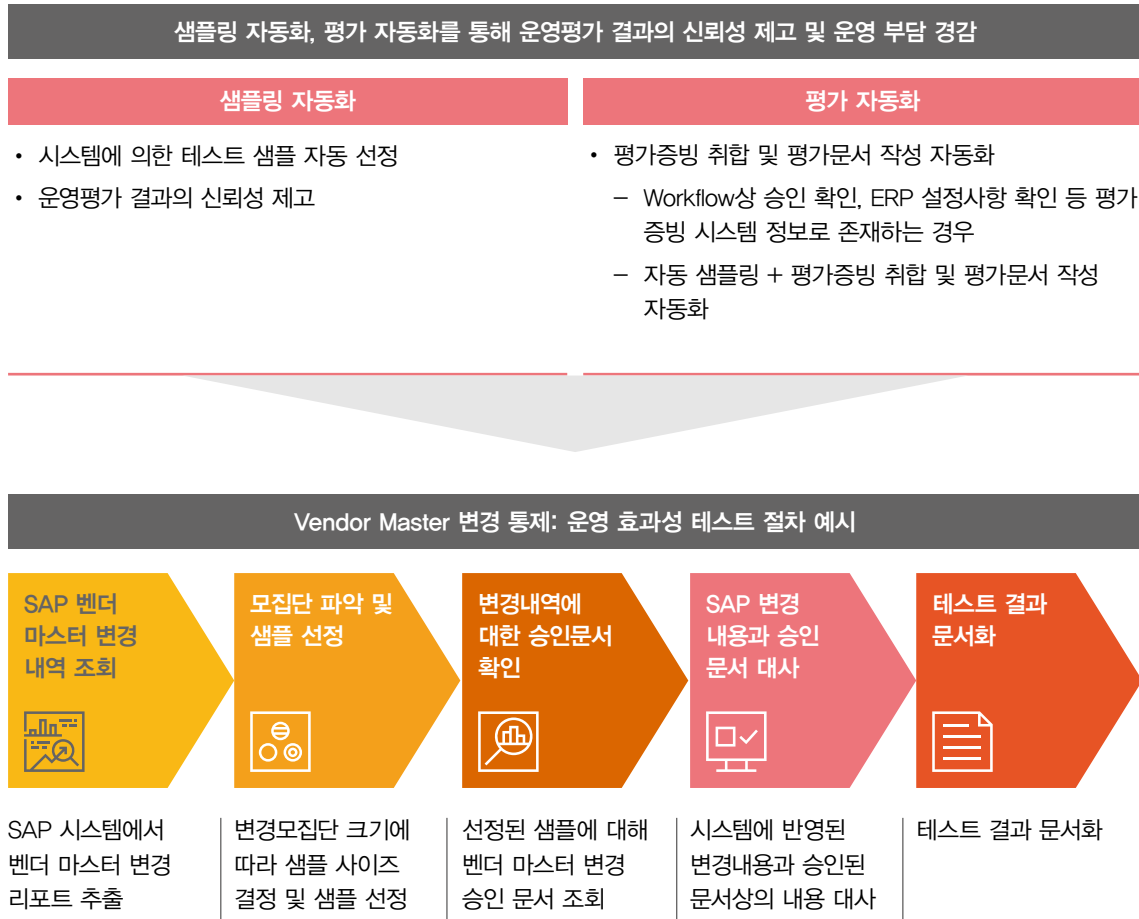 샘플링 자동화, 평가 자동화를 통해 운영평가 결과의 신뢰성 제고 및 운영 부담 경감
샘플링 자동화
• 시스템에 의한 테스트 샘플 자동 선정
• 운영평가 결과의 신뢰성 제고
평가 자동화
• 평가증빙 취합 및 평가문서 작성 자동화
– Workflow상 승인 확인, ERP 설정사항 확인 등 평가
증빙 시스템 정보로 존재하는 경우
– 자동 샘플링 + 평가증빙 취합 및 평가문서 작성
자동화
Vendor Master 변경 통제: 운영 효과성 테스트 절차 예시
SAP 벤더
마스터 변경
내역 조회
모집단 파악 및
샘플 선정
변경내역에
대한 승인문서
확인
SAP 변경
내용과 승인
문서 대사
테스트 결과
문서화
SAP 시스템에서
벤더 마스터 변경
리포트 추출
변경모집단 크기에
따라 샘플 사이즈
결정 및 샘플 선정
선정된 샘플에 대해
벤더 마스터 변경
승인 문서 조회
시스템에 반영된
변경내용과 승인된
문서상의 내용 대사
테스트 결과 문서화